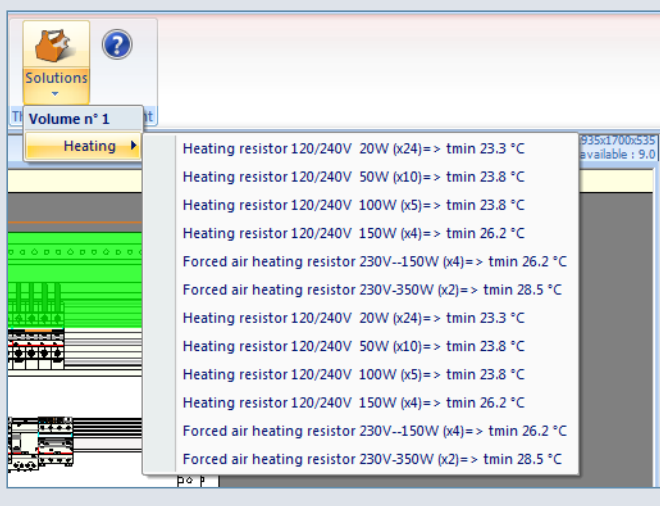 Solutions
Volume n° 1
Heating
935x1700x535
available : 9.0
Heating resistor 120/240V  20W (x24)=> tmin 23.3 °C
Heating resistor 120/240V  50W (x10)=> tmin 23.8 °C
Heating resistor 120/240V  100W (x5)=> tmin 23.8 °C
Heating resistor 120/240V  150W (x4)=> tmin 26.2 °C
Forced air heating resistor 230V--150W (x4)=> tmin 26.2 °C
Forced air heating resistor 230V-350W (x2)=> tmin 28.5 °C
Heating resistor 120/240V  20W (x24)=> tmin 23.3 °C
Heating resistor 120/240V  50W (x10)=> tmin 23.8 °C
Heating resistor 120/240V  100W (x5)=> tmin 23.8 °C
Heating resistor 120/240V  150W (x4)=> tmin 26.2 °C
Forced air heating resistor 230V--150W (x4)=> tmin 26.2 °C
Forced air heating resistor 230V-350W (x2)=> tmin 28.5 °C